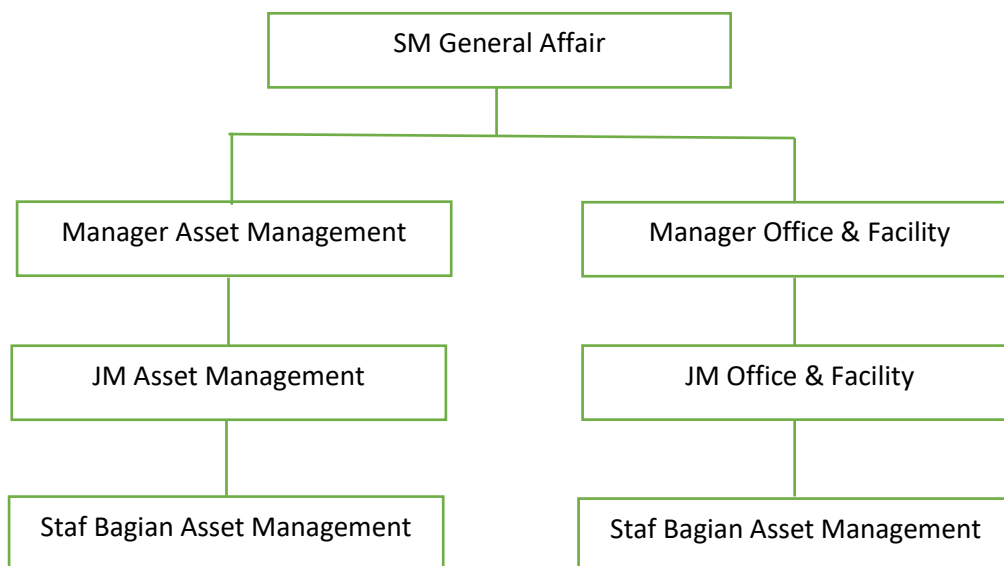 SM General Affair
Manager Asset Management
Manager Office & Facility
JM Asset Management
JM Office & Facility
Staf Bagian Asset Management
Staf Bagian Asset Management